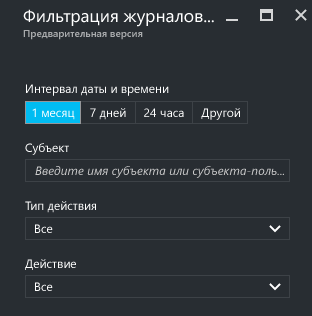 Фильтрация журналов...
Предварительная версия
Интервал даты и времени
1 месяц 7 дней 24 часа Другой
Субъект
Введите имя субъекта или субъекта-поль...
Тип действия
Все
Действие
Все